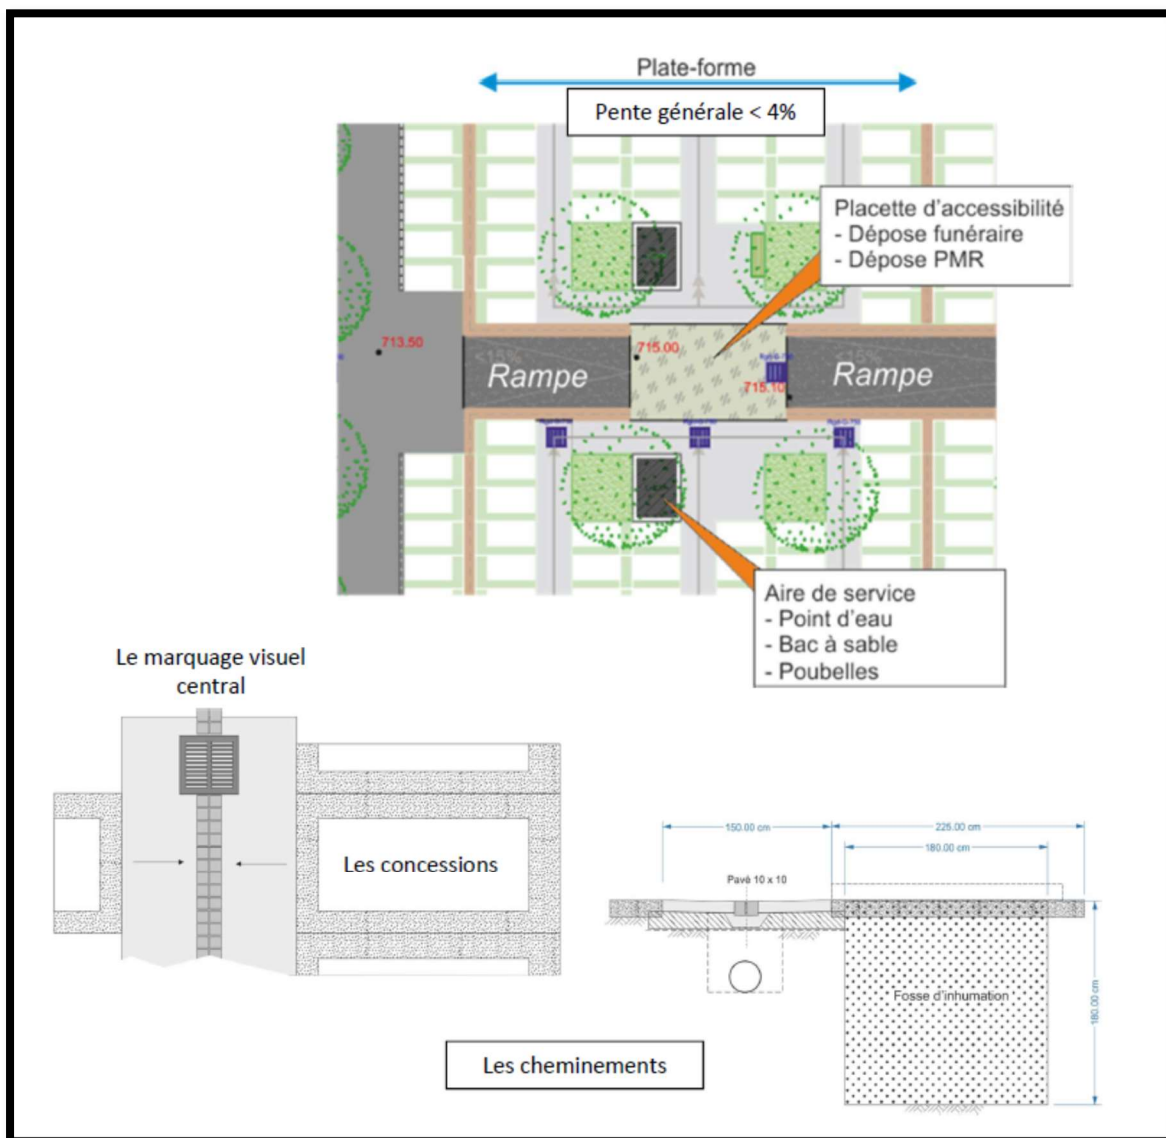 Plate-forme
Pente générale < 4%
Placette d'accessibilité
- Dépose funéraire
- Dépose PMR
713.50
715.00
<15%
Rampe
715.10
<15%
Rampe
Aire de service
- Point d'eau
- Bac à sable
- Poubelles
Le marquage visuel
central
Les concessions
150.00 cm
225.00 cm
180.00 cm
Pavé 10 x 10
Fosse d'inhumation
180.00 cm
Les cheminements